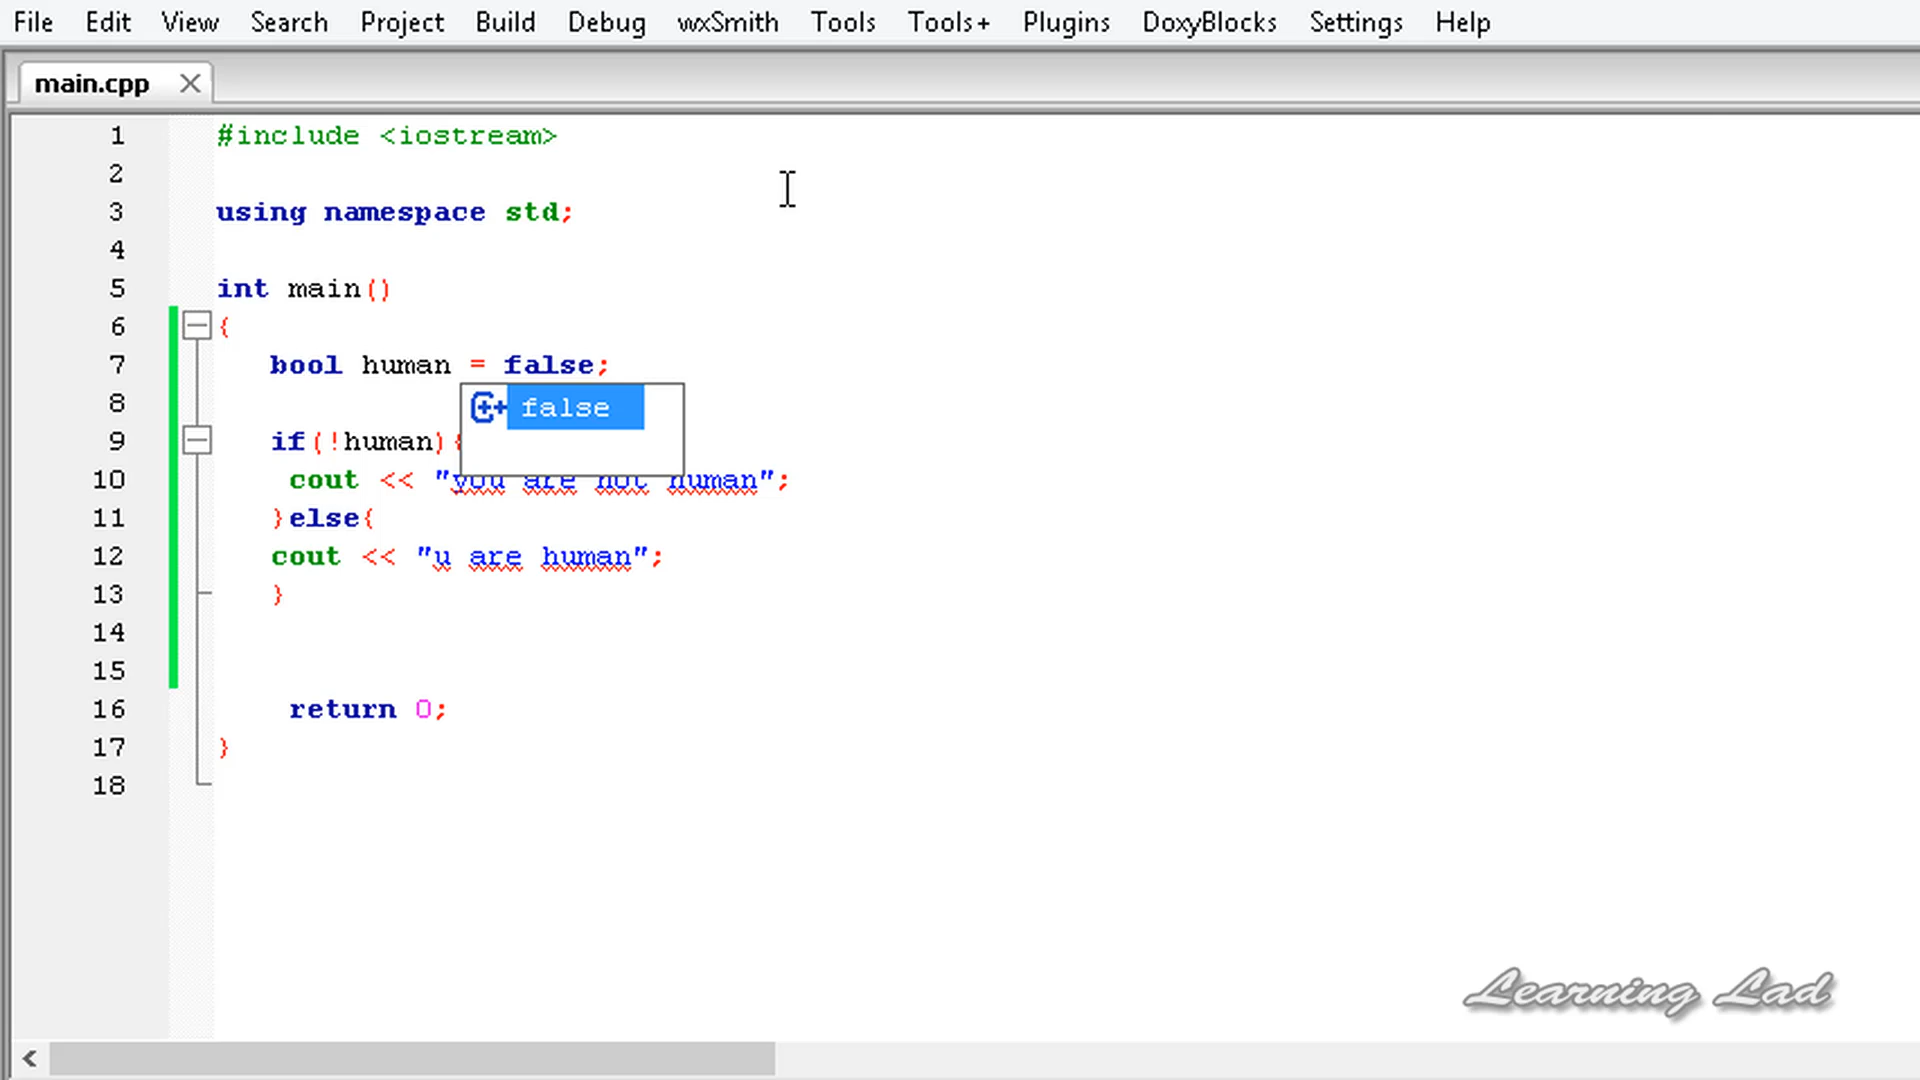 File Edit View Search Project Build Debug wxSmith Tools Tools+ Plugins DoxyBlocks Settings Help
main.cpp
1 #include <iostream>
2
3 using namespace std;
4
5 int main()
6 {
7 bool human = false;
false
8
9 if(!human){
10 cout << "you are not human";
11 }else{
12 cout << "u are human";
13 }
14
15
16 return 0;
17 }
18
Learning Lad